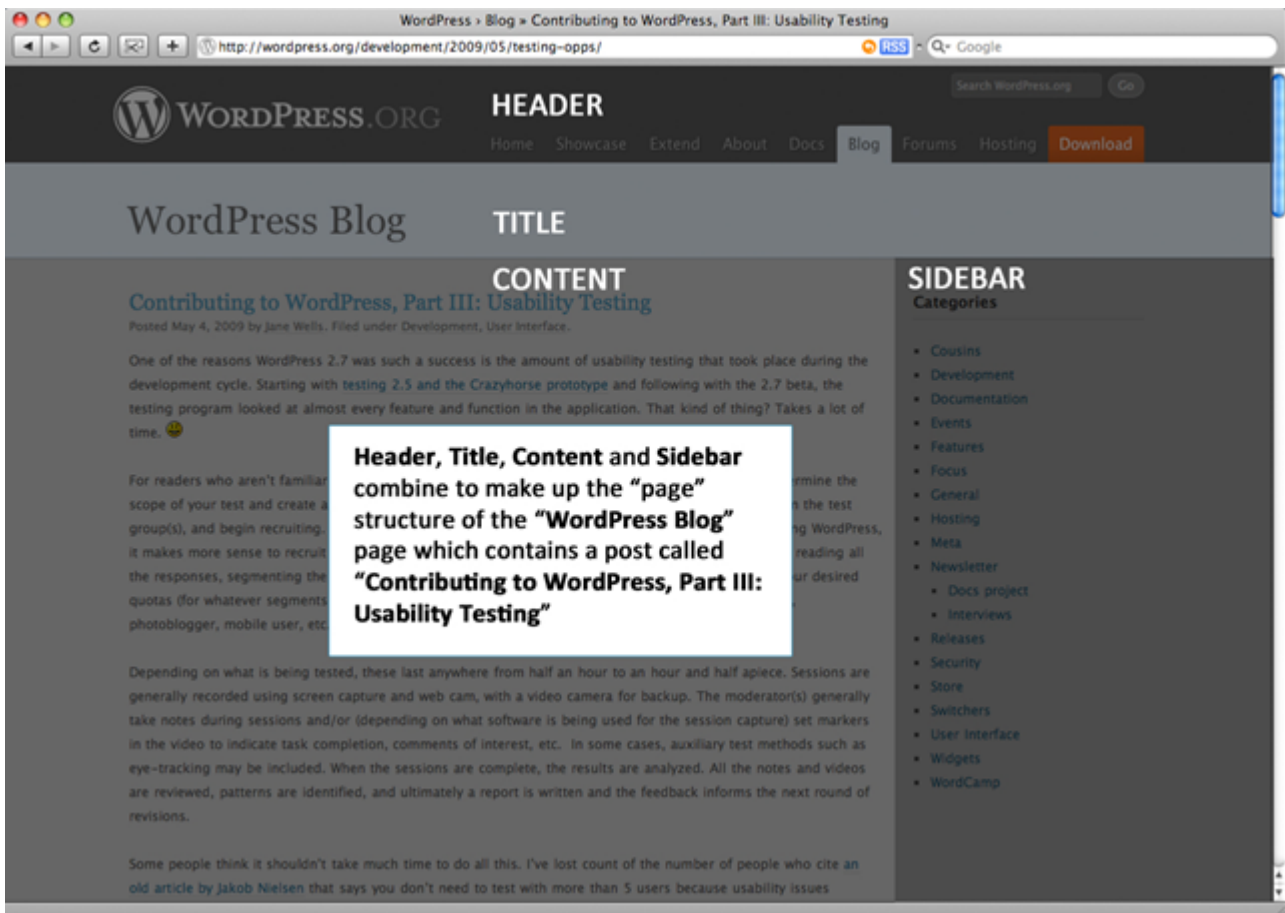 WordPress › Blog » Contributing to WordPress, Part III: Usability Testing
http://wordpress.org/development/2009/05/testing-opps/
RSS
Google
WORDPRESS.ORG
HEADER
Search WordPress.org
Go
Home Showcase Extend About Docs Blog Forums Hosting Download
WordPress Blog
TITLE
CONTENT
SIDEBAR
Contributing to WordPress, Part III: Usability Testing
Posted May 4, 2009 by Jane Wells. Filed under Development, User Interface.
One of the reasons WordPress 2.7 was such a success is the amount of usability testing that took place during the
development cycle. Starting with testing 2.5 and the Crazyhorse prototype and following with the 2.7 beta, the
testing program looked at almost every feature and function in the application. That kind of thing? Takes a lot of
time.
For readers who aren't familiar
ermine the
scope of your test and create a
n the test
group(s), and begin recruiting.
ng WordPress,
it makes more sense to recruit
reading all
the responses, segmenting the
ur desired
quotas (for whatever segments
photoblogger, mobile user, etc
Header, Title, Content and Sidebar
combine to make up the “page”
structure of the “WordPress Blog”
page which contains a post called
“Contributing to WordPress, Part III:
Usability Testing”
Depending on what is being tested, these last anywhere from half an hour to an hour and half apiece. Sessions are
generally recorded using screen capture and web cam, with a video camera for backup. The moderator(s) generally
take notes during sessions and/or (depending on what software is being used for the session capture) set markers
in the video to indicate task completion, comments of interest, etc. In some cases, auxiliary test methods such as
eye-tracking may be included. When the sessions are complete, the results are analyzed. All the notes and videos
are reviewed, patterns are identified, and ultimately a report is written and the feedback informs the next round of
revisions.
Some people think it shouldn't take much time to do all this. I've lost count of the number of people who cite an
old article by Jakob Nielsen that says you don't need to test with more than 5 users because usability issues
Categories
Cousins
Development
Documentation
Events
Features
Focus
General
Hosting
Meta
Newsletter
Docs project
Interviews
Releases
Security
Store
Switchers
User Interface
Widgets
WordCamp